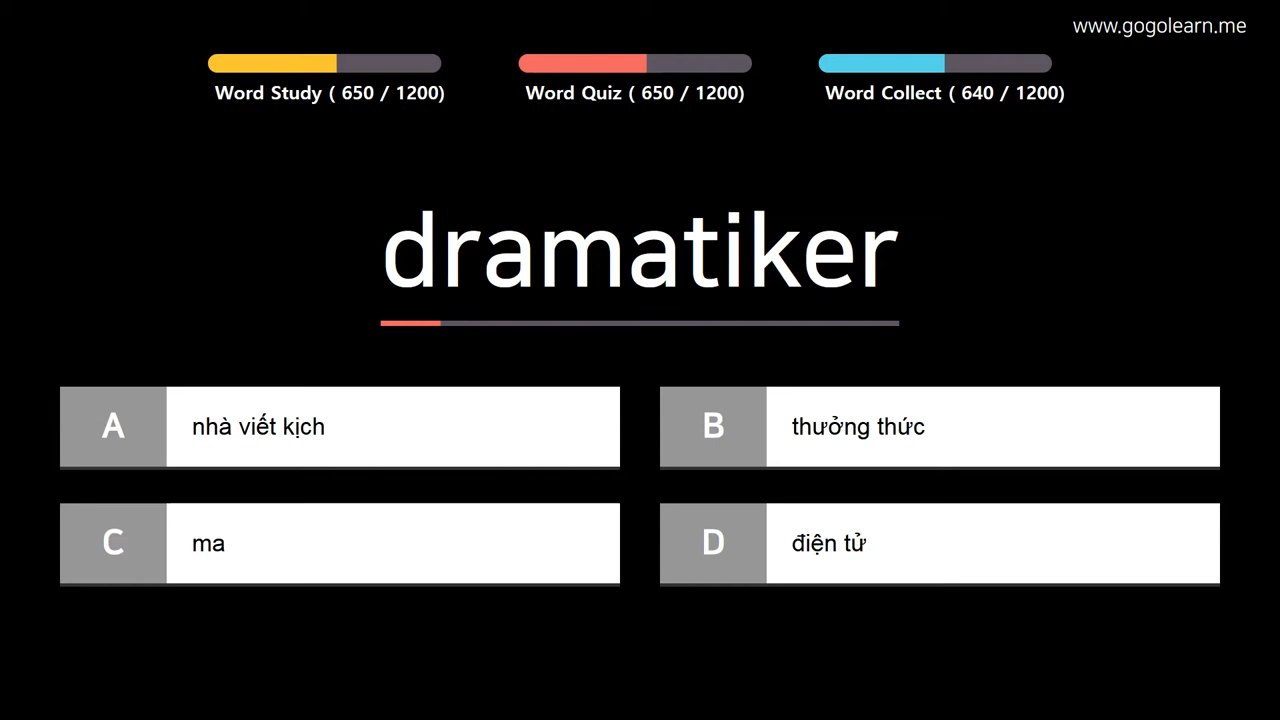 www.gogolearn.me
Word Study ( 650 / 1200)
Word Quiz ( 650 / 1200)
Word Collect ( 640 / 1200)
dramatiker
A nhà viết kịch
B thưởng thức
C ma
D điện tử